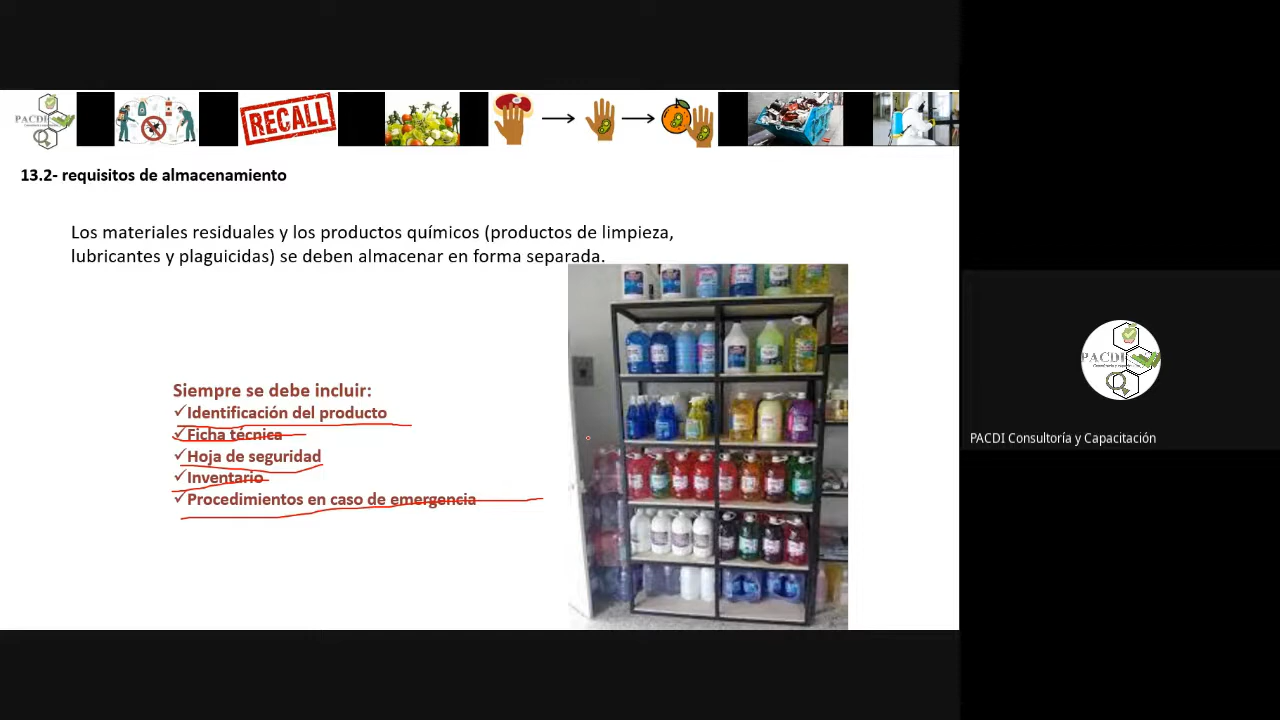 PACDI
RECALL
13.2- requisitos de almacenamiento
Los materiales residuales y los productos químicos (productos de limpieza,
lubricantes y plaguicidas) se deben almacenar en forma separada.
Siempre se debe incluir:
✓Identificación del producto
✓Ficha técnica
✓Hoja de seguridad
✓Inventario
✓Procedimientos en caso de emergencia
PACDI
PACDI Consultoría y Capacitación